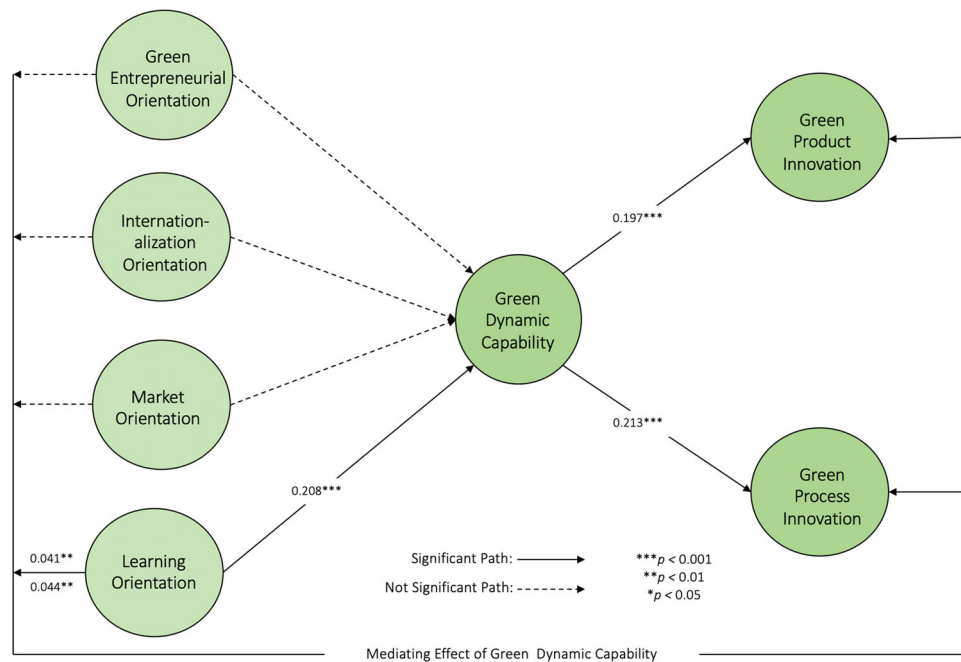 Green
Entrepreneurial
Orientation
Internation-
alization
Orientation
Market
Orientation
Learning
Orientation
0.041**
0.044**
0.208***
Green
Dynamic
Capability
0.197***
0.213***
Green
Product
Innovation
Green
Process
Innovation
Significant Path:
Not Significant Path:
***p < 0.001
**p < 0.01
*p < 0.05
Mediating Effect of Green Dynamic Capability